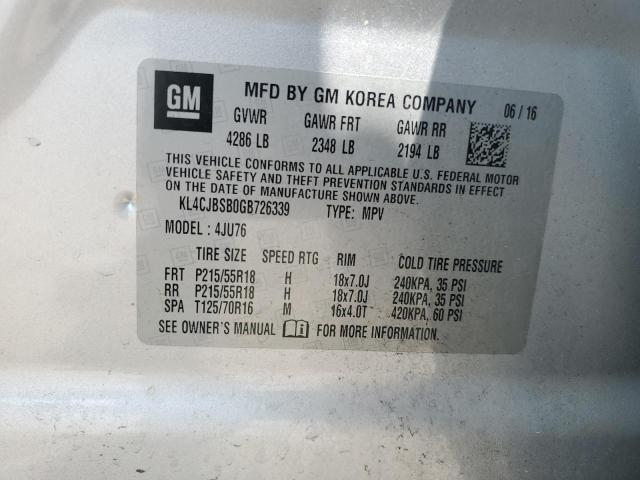 GM
MFD BY GM KOREA COMPANY 06/16
GVWR GAWR FRT GAWR RR
4286 LB 2348 LB 2194 LB
THIS VEHICLE CONFORMS TO ALL APPLICABLE U.S. FEDERAL MOTOR
VEHICLE SAFETY AND THEFT PREVENTION STANDARDS IN EFFECT
ON THE DATE OF MANUFACTURE SHOWN ABOVE.
KL4CJBSB0GB726339 TYPE: MPV
MODEL: 4JU76
TIRE SIZE SPEED RTG RIM COLD TIRE PRESSURE
FRT P215/55R18 H 18x7.0J 240KPA, 35 PSI
RR P215/55R18 H 18x7.0J 240KPA, 35 PSI
SPA T125/70R16 M 16x4.0T 420KPA, 60 PSI
SEE OWNER'S MANUAL FOR MORE INFORMATION.